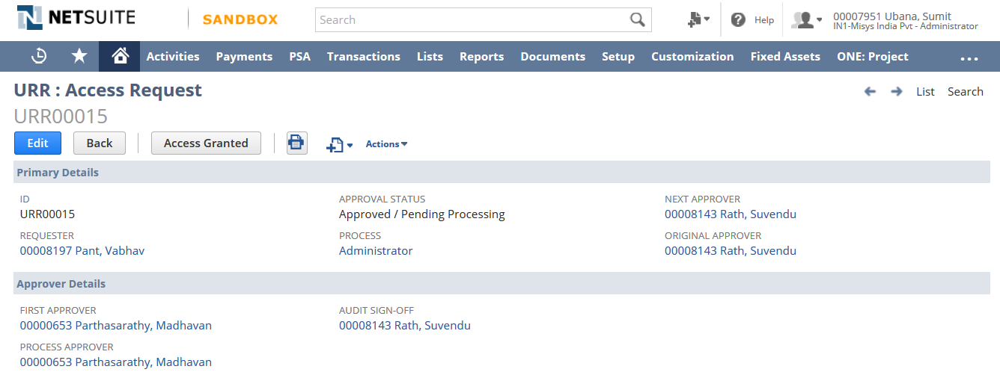 NETSUITE
SANDBOX
Search
Help
00007951 Ubana, Sumit
IN1-Misys India Pvt - Administrator
Activities Payments PSA Transactions Lists Reports Documents Setup Customization Fixed Assets ONE: Project ...
URR : Access Request
List Search
URR00015
Edit Back Access Granted Actions
Primary Details
ID APPROVAL STATUS NEXT APPROVER
URR00015 Approved / Pending Processing 00008143 Rath, Suvendu
REQUESTER PROCESS ORIGINAL APPROVER
00008197 Pant, Vabhav Administrator 00008143 Rath, Suvendu
Approver Details
FIRST APPROVER AUDIT SIGN-OFF
00000653 Parthasarathy, Madhavan 00008143 Rath, Suvendu
PROCESS APPROVER
00000653 Parthasarathy, Madhavan